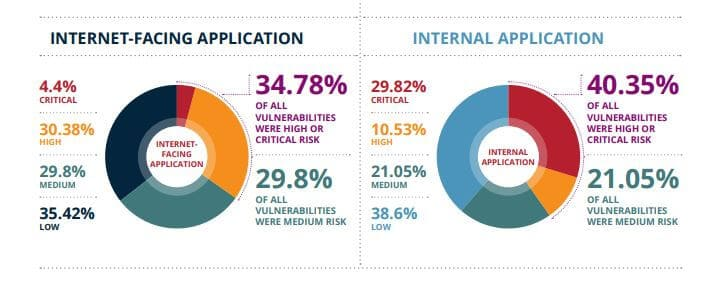 INTERNET-FACING APPLICATION
4.4%
CRITICAL
30.38%
HIGH
29.8%
MEDIUM
35.42%
LOW
INTERNET-
FACING
APPLICATION
34.78%
OF ALL
VULNERABILITIES
WERE HIGH OR
CRITICAL RISK
29.8%
OF ALL
VULNERABILITIES
WERE MEDIUM RISK
INTERNAL APPLICATION
29.82%
CRITICAL
10.53%
HIGH
21.05%
MEDIUM
38.6%
LOW
INTERNAL
APPLICATION
40.35%
OF ALL
VULNERABILITIES
WERE HIGH OR
CRITICAL RISK
21.05%
OF ALL
VULNERABILITIES
WERE MEDIUM RISK